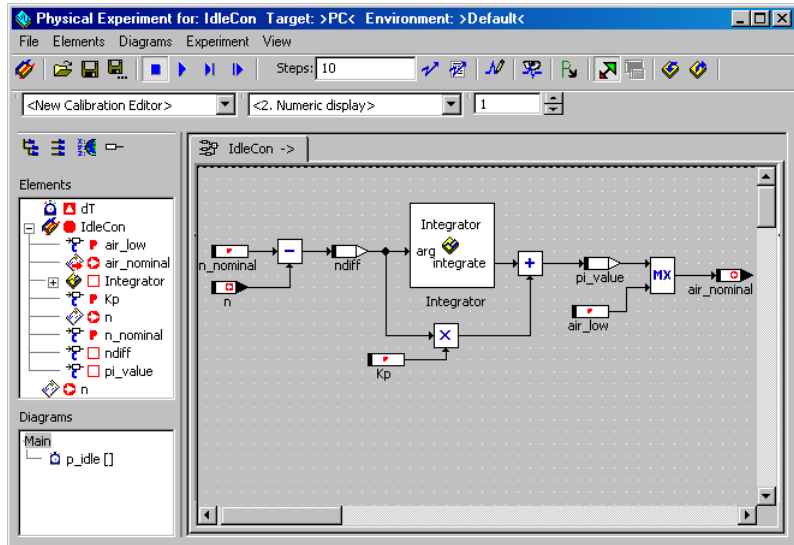 Physical Experiment for: IdleCon Target: >PC< Environment: >Default<
File Elements Diagrams Experiment View
Steps: 10
<New Calibration Editor> <2. Numeric display> 1
IdleCon ->
Elements
dT
IdleCon
air_low
air_nominal
Integrator
Kp
n
n_nominal
ndiff
pi_value
n
Diagrams
Main
p_idle []
Integrator
arg
integrate
Integrator
n_nominal
n
ndiff
Kp
pi_value
MX
air_low
air_nominal